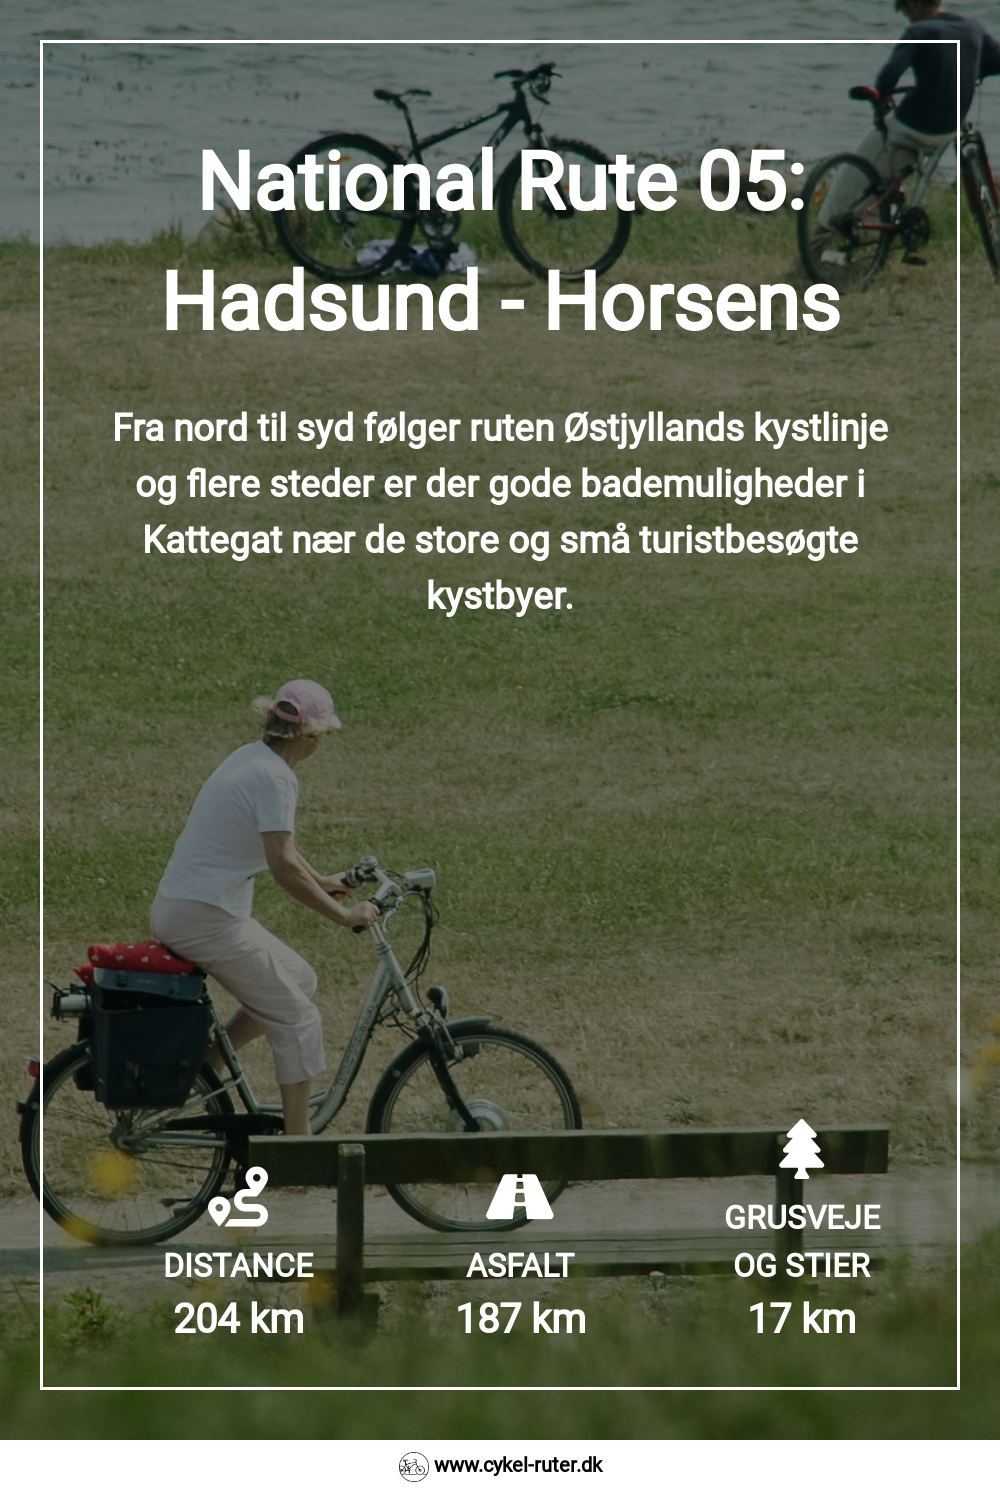 National Rute 05:
Hadsund - Horsens
Fra nord til syd følger ruten Østjyllands kystlinje
og flere steder er der gode bademuligheder i
Kattegat nær de store og små turistbesøgte
kystbyer.
DISTANCE
204 km
ASFALT
187 km
GRUSVEJE
OG STIER
17 km
www.cykel-ruter.dk